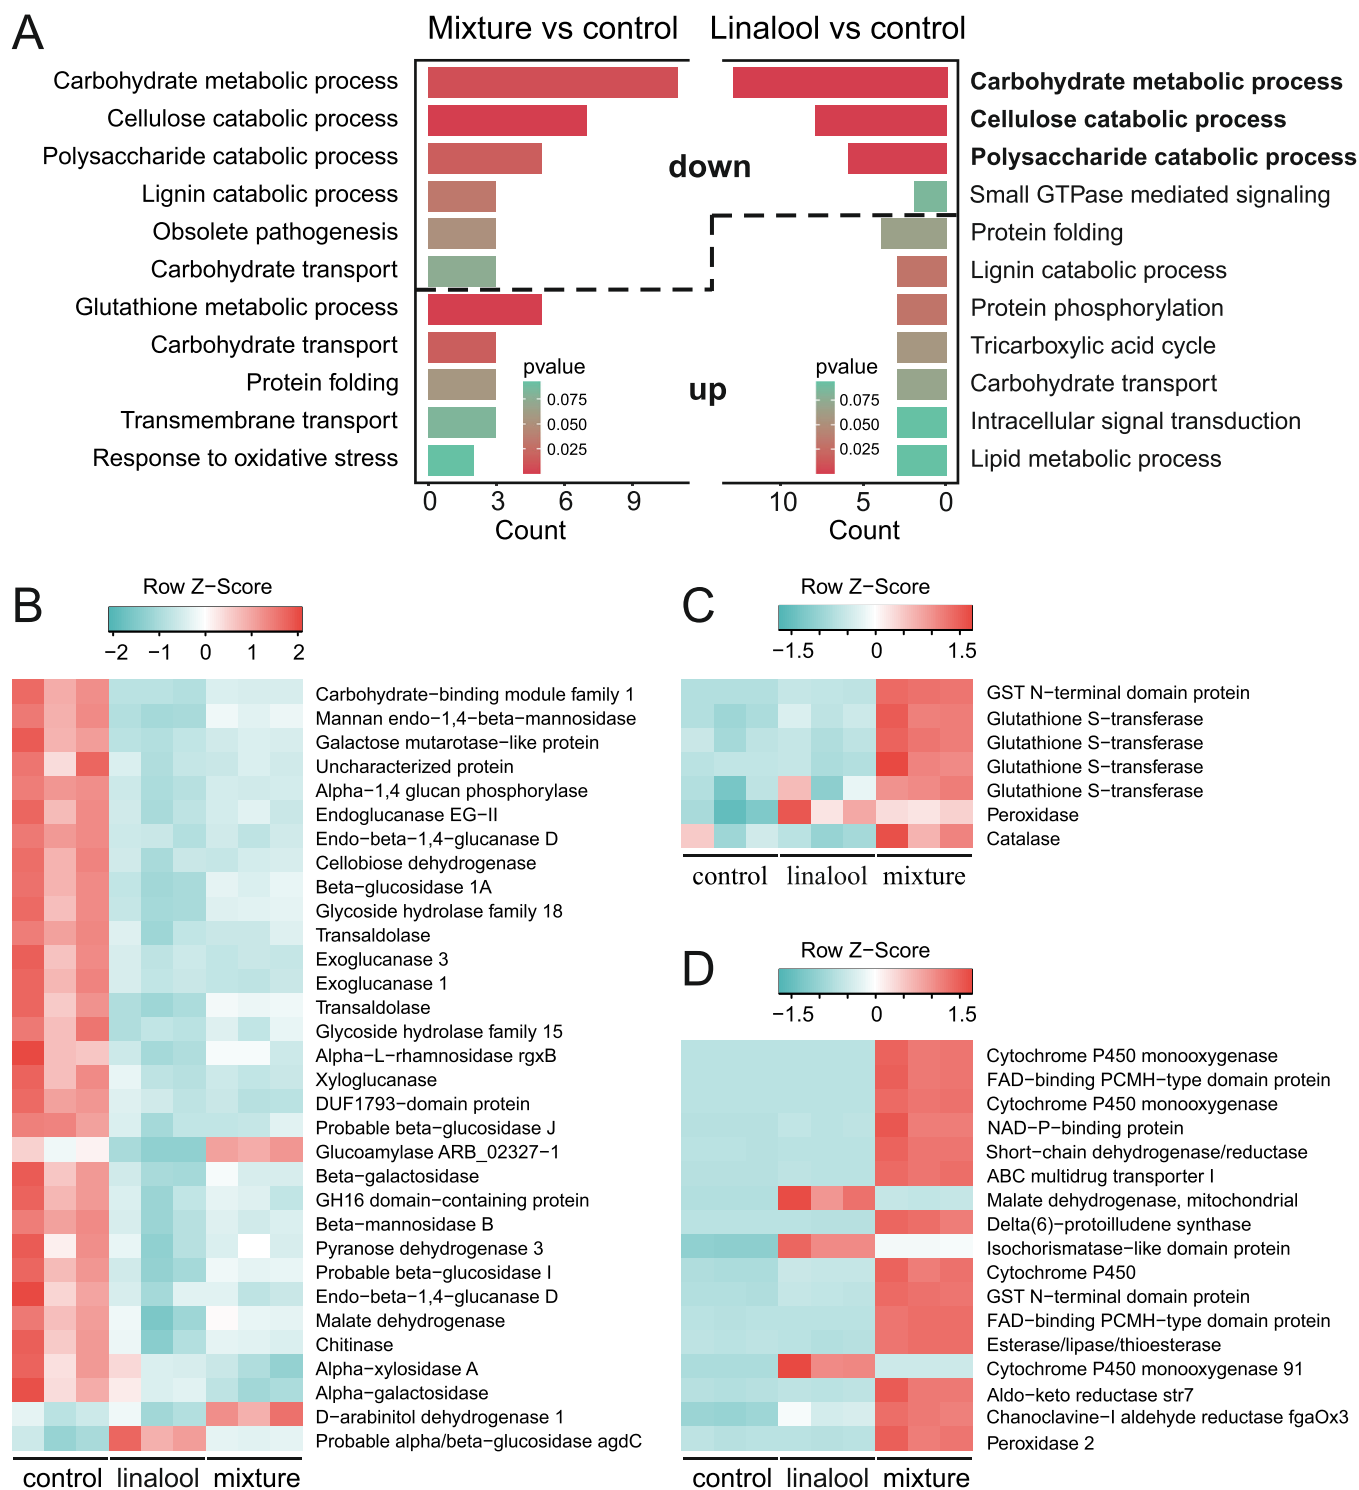 A
Mixture vs control
Linalool vs control
Carbohydrate metabolic process
Cellulose catabolic process
Polysaccharide catabolic process
Lignin catabolic process
Obsolete pathogenesis
Carbohydrate transport
Glutathione metabolic process
Carbohydrate transport
Protein folding
Transmembrane transport
Response to oxidative stress
down
up
pvalue
0.075
0.050
0.025
0 3 6 9
Count
pvalue
0.075
0.050
0.025
10 5 0
Count
Carbohydrate metabolic process
Cellulose catabolic process
Polysaccharide catabolic process
Small GTPase mediated signaling
Protein folding
Lignin catabolic process
Protein phosphorylation
Tricarboxylic acid cycle
Carbohydrate transport
Intracellular signal transduction
Lipid metabolic process
B
Row Z−Score
−2 −1 0 1 2
Carbohydrate−binding module family 1
Mannan endo−1,4−beta−mannosidase
Galactose mutarotase−like protein
Uncharacterized protein
Alpha−1,4 glucan phosphorylase
Endoglucanase EG−II
Endo−beta−1,4−glucanase D
Cellobiose dehydrogenase
Beta−glucosidase 1A
Glycoside hydrolase family 18
Transaldolase
Exoglucanase 3
Exoglucanase 1
Transaldolase
Glycoside hydrolase family 15
Alpha−L−rhamnosidase rgxB
Xyloglucanase
DUF1793−domain protein
Probable beta−glucosidase J
Glucoamylase ARB_02327−1
Beta−galactosidase
GH16 domain−containing protein
Beta−mannosidase B
Pyranose dehydrogenase 3
Probable beta−glucosidase I
Endo−beta−1,4−glucanase D
Malate dehydrogenase
Chitinase
Alpha−xylosidase A
Alpha−galactosidase
D−arabinitol dehydrogenase 1
Probable alpha/beta−glucosidase agdC
control linalool mixture
C
Row Z−Score
−1.5 0 1.5
GST N−terminal domain protein
Glutathione S−transferase
Glutathione S−transferase
Glutathione S−transferase
Glutathione S−transferase
Peroxidase
Catalase
control linalool mixture
D
Row Z−Score
−1.5 0 1.5
Cytochrome P450 monooxygenase
FAD−binding PCMH−type domain protein
Cytochrome P450 monooxygenase
NAD−P−binding protein
Short−chain dehydrogenase/reductase
ABC multidrug transporter I
Malate dehydrogenase, mitochondrial
Delta(6)−protoilludene synthase
Isochorismatase−like domain protein
Cytochrome P450
GST N−terminal domain protein
FAD−binding PCMH−type domain protein
Esterase/lipase/thioesterase
Cytochrome P450 monooxygenase 91
Aldo−keto reductase str7
Chanoclavine−I aldehyde reductase fgaOx3
Peroxidase 2
control linalool mixture